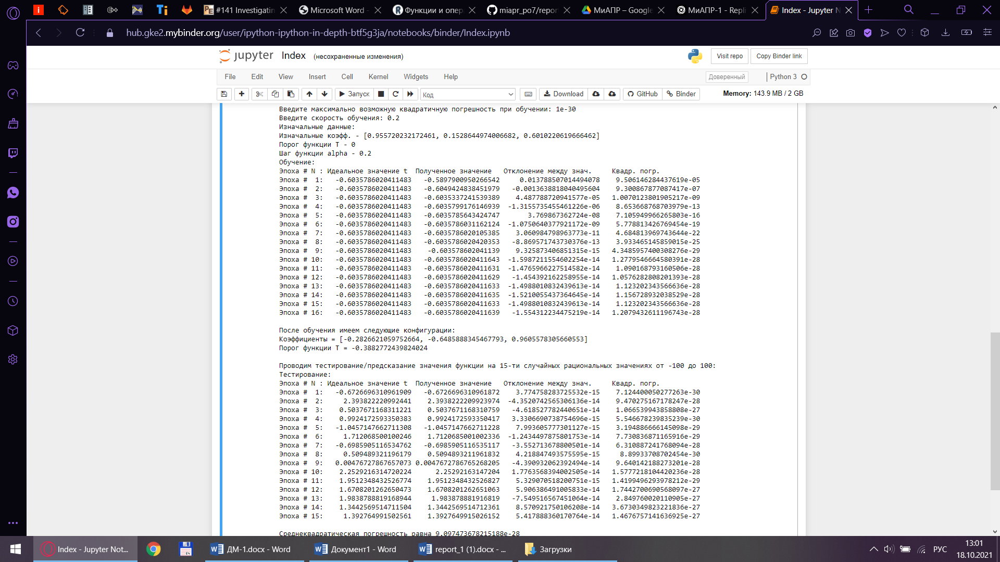 #141 Investigatin
Microsoft Word -
Функции и опер
miapr_po7/repor
МиАПР – Google
МиАПР-1 - Repli
Index - Jupyter N
hub.gke2.mybinder.org/user/ipython-ipython-in-depth-btf5g3ja/notebooks/binder/Index.ipynb
jupyter Index (несохраненные изменения)
Visit repo
Copy Binder link
File Edit View Insert Cell Kernel Widgets Help
Доверенный
Python 3
Запуск
Код
Download
GitHub
Binder
Memory: 143.9 MB / 2 GB
Введите максимально возможную квадратичную погрешность при обучении: 1e-30
Введите скорость обучения: 0.2
Изначальные данные:
Изначальные коэфф. - [0.955720232172461, 0.1528644974006682, 0.6010220619666462]
Порог функции T - 0
Шаг функции alpha - 0.2
Обучение:
Эпоха # N : Идеальное значение t Полученное значение Отклонение между знач. Квадр. погр.
Эпоха # 1: -0.6035786020411483 -0.5897900950266542 0.013788507014494078 9.506146284437619e-05
Эпоха # 2: -0.6035786020411483 -0.6049424838451979 -0.0013638818040495604 9.300867877087417e-07
Эпоха # 3: -0.6035786020411483 -0.6035337241539389 4.487788720941577e-05 1.0070123801905217e-09
Эпоха # 4: -0.6035786020411483 -0.6035799176146939 -1.3155735455461226e-06 8.653668768703979e-13
Эпоха # 5: -0.6035786020411483 -0.6035785643424747 3.769867362724e-08 7.105949966265803e-16
Эпоха # 6: -0.6035786020411483 -0.6035786031162124 -1.0750640377921172e-09 5.778813426769454e-19
Эпоха # 7: -0.6035786020411483 -0.6035786020105385 3.060984798963773e-11 4.684813969743644e-22
Эпоха # 8: -0.6035786020411483 -0.6035786020420353 -8.869571743730376e-13 3.933465145859015e-25
Эпоха # 9: -0.6035786020411483 -0.603578602041139 9.325873406851315e-15 4.3485957400308276e-29
Эпоха # 10: -0.6035786020411483 -0.6035786020411643 -1.5987211554602254e-14 1.2779546664580391e-28
Эпоха # 11: -0.6035786020411483 -0.6035786020411631 -1.4765966227514582e-14 1.090168793160506e-28
Эпоха # 12: -0.6035786020411483 -0.6035786020411629 -1.454392162258955e-14 1.0576282808201393e-28
Эпоха # 13: -0.6035786020411483 -0.6035786020411633 -1.4988010832439613e-14 1.123202343566636e-28
Эпоха # 14: -0.6035786020411483 -0.6035786020411635 -1.5210055437364645e-14 1.156728932038529e-28
Эпоха # 15: -0.6035786020411483 -0.6035786020411633 -1.4988010832439613e-14 1.123202343566636e-28
Эпоха # 16: -0.6035786020411483 -0.6035786020411639 -1.554312234475219e-14 1.2079432611196743e-28
После обучения имеем следующие конфигурации:
Коэффициенты = [-0.2826621059752664, -0.6485888345467793, 0.9605578305660553]
Порог функции T = -0.3882772439824024
Проводим тестирование/предсказание значения функции на 15-ти случайных рациональных значениях от -100 до 100:
Тестирование:
Эпоха # N : Идеальное значение t Полученное значение Отклонение между знач. Квадр. погр.
Эпоха # 1: -0.6726696310961909 -0.6726696310961872 3.774758283725532e-15 7.124400050277263e-30
Эпоха # 2: 2.393822220992441 2.3938222209923974 -4.3520742565306136e-14 9.470275167178247e-28
Эпоха # 3: 0.5037671168311221 0.5037671168310759 -4.618527782440651e-14 1.066539943858808e-27
Эпоха # 4: 0.9924172593350383 0.9924172593350417 3.3306690738754696e-15 5.546678239835239e-30
Эпоха # 5: -1.0457147662711308 -1.0457147662711228 7.993605777301127e-15 3.194886666145098e-29
Эпоха # 6: 1.712068500100246 1.7120685001002336 -1.2434497875801753e-14 7.730836871165916e-29
Эпоха # 7: -0.6985905116534762 -0.6985905116535117 -3.552713678800501e-14 6.310887241768094e-28
Эпоха # 8: 0.509489321196179 0.5094893211961832 4.218847493575595e-15 8.89933708702454e-30
Эпоха # 9: 0.00476727867657073 0.0047672786765268205 -4.390932062392494e-14 9.640142188273201e-28
Эпоха # 10: 2.2529216314720224 2.25292163147204 1.7763568394002505e-14 1.5777218104420236e-28
Эпоха # 11: 1.9512348432526774 1.9512348432526827 5.329070518200751e-15 1.4199496293978212e-29
Эпоха # 12: 1.6708201262650473 1.6708201262651063 5.906386491005833e-14 1.7442700690568097e-27
Эпоха # 13: 1.9838788819168944 1.983878881916819 -7.549516567451064e-14 2.849760020110905e-27
Эпоха # 14: 1.3442569514711504 1.3442569514712361 8.570921750106208e-14 3.6730349823221836e-27
Эпоха # 15: 1.392764991502561 1.3927649915026152 5.417888360170764e-14 1.4676757141636925e-27
Среднеквадратическая погрешность равна 9.097473678215188e-28
Index - Jupyter Not...
ДМ-1.docx - Word
Документ1 - Word
report_1 (1).docx - ...
Загрузки
РУС
13:01
18.10.2021